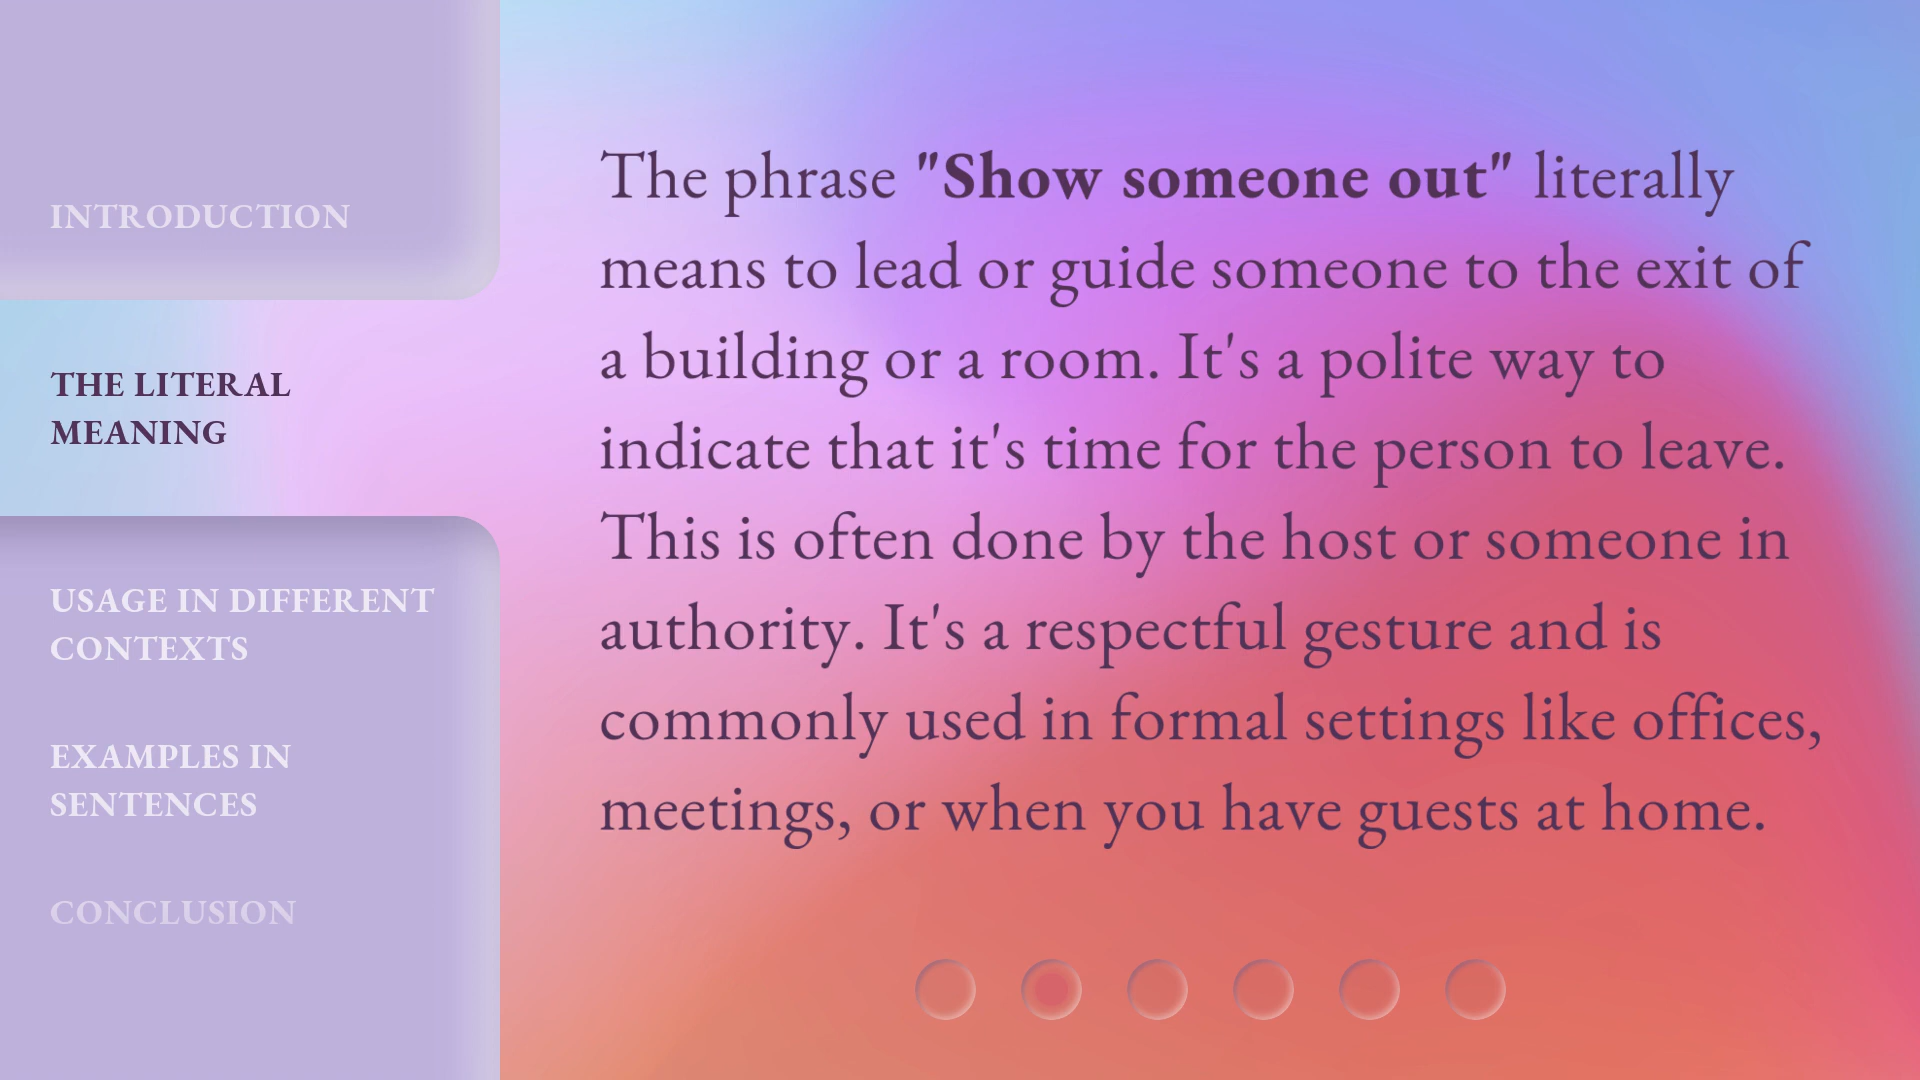 INTRODUCTION
THE LITERAL
MEANING
USAGE IN DIFFERENT
CONTEXTS
EXAMPLES IN
SENTENCES
CONCLUSION
The phrase "Show someone out" literally
means to lead or guide someone to the exit of
a building or a room. It's a polite way to
indicate that it's time for the person to leave.
This is often done by the host or someone in
authority. It's a respectful gesture and is
commonly used in formal settings like offices,
meetings, or when you have guests at home.